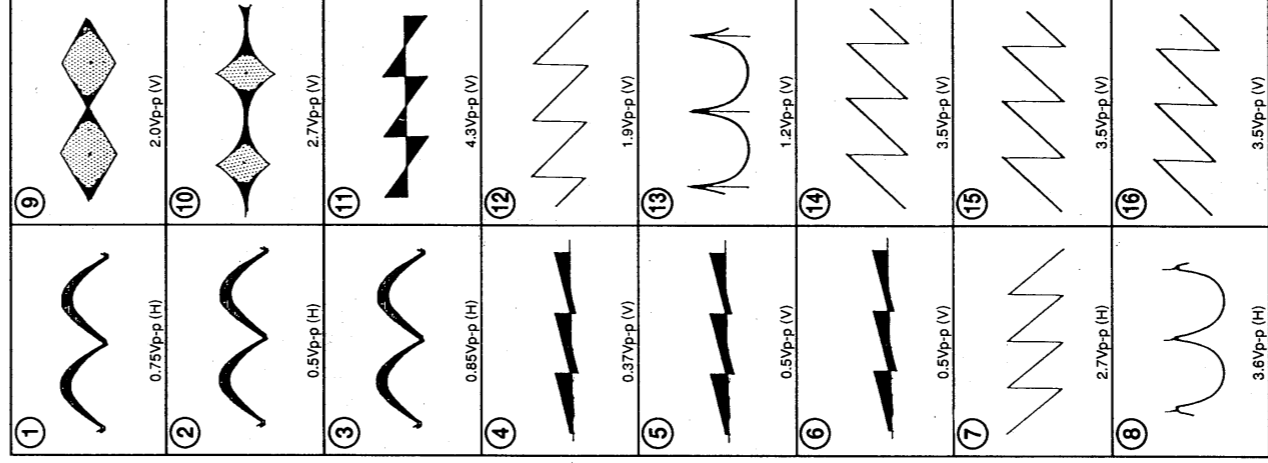 1 9
0.75Vp-p (H) 2.0Vp-p (V)
2 10
0.5Vp-p (H) 2.7Vp-p (V)
3 11
0.85Vp-p (H) 4.3Vp-p (V)
4 12
0.37Vp-p (V) 1.9Vp-p (V)
5 13
0.5Vp-p (V) 1.2Vp-p (V)
6 14
0.5Vp-p (V) 3.5Vp-p (V)
7 15
2.7Vp-p (H) 3.5Vp-p (V)
8 16
3.6Vp-p (H) 3.5Vp-p (V)